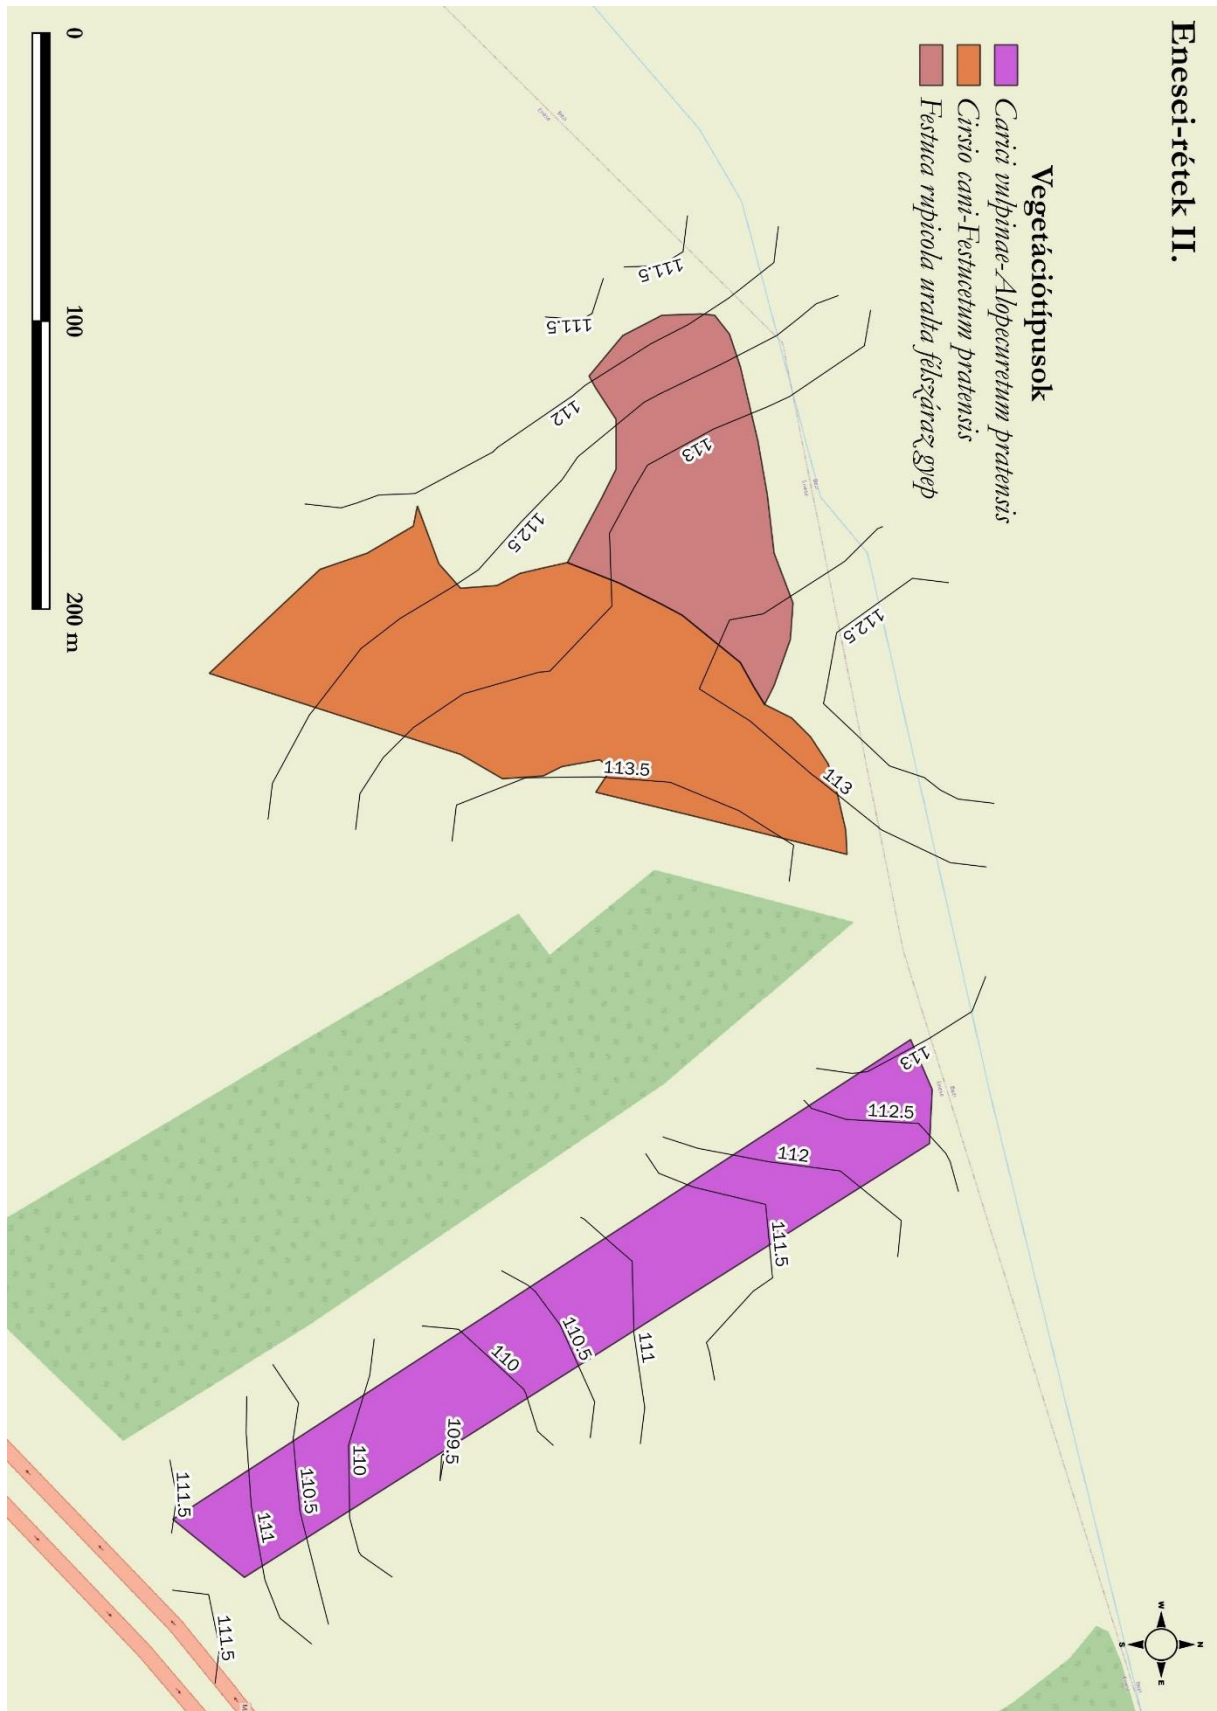 Enesei-rétek II.
Vegetációtípusok
Carici vulpinae-Alopecuretum pratensis
Cirsio cani-Festucetum pratensis
Festuca rupicola uralta félszáraz gyep
0
100
200 m
111.5
111.5
112
112.5
113
112.5
113.5
113
113
112.5
112
111.5
111
110.5
110
109.5
110
110.5
111
111.5
111.5
N
W
E
S